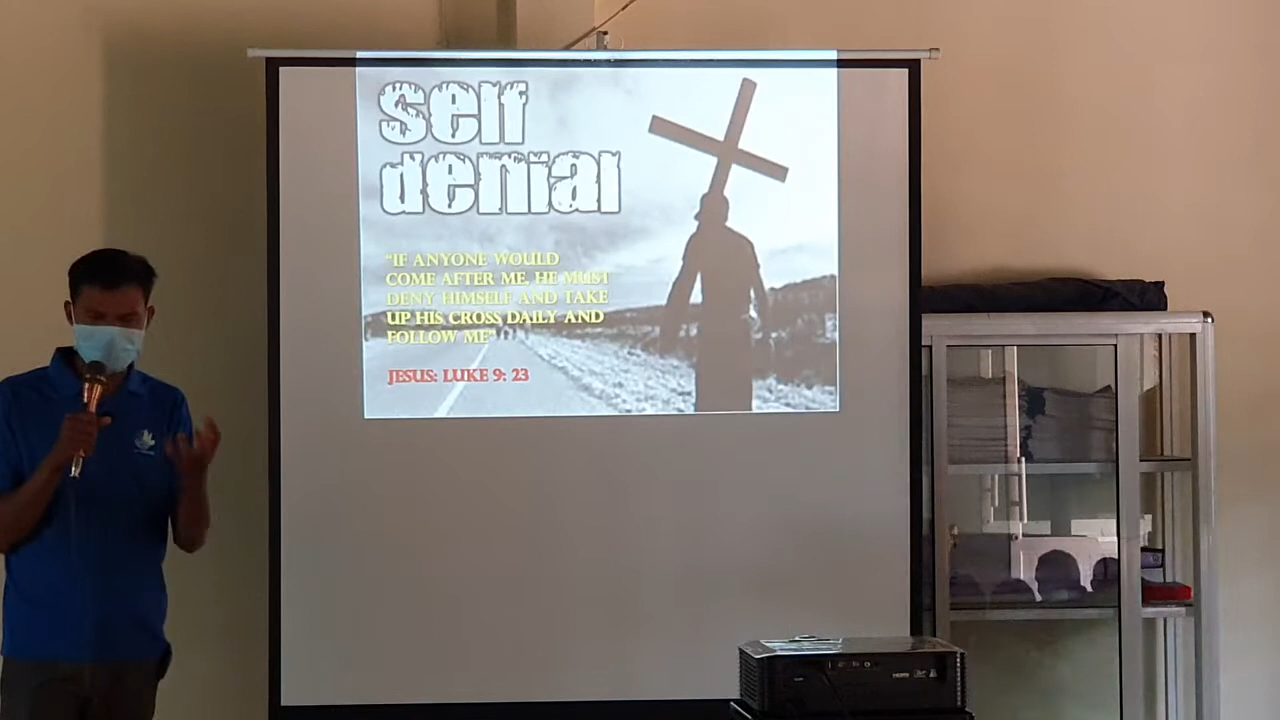 self
denial
"IF ANYONE WOULD
COME AFTER ME, HE MUST
DENY HIMSELF AND TAKE
UP HIS CROSS DAILY AND
FOLLOW ME"
JESUS: LUKE 9: 23
HDMI